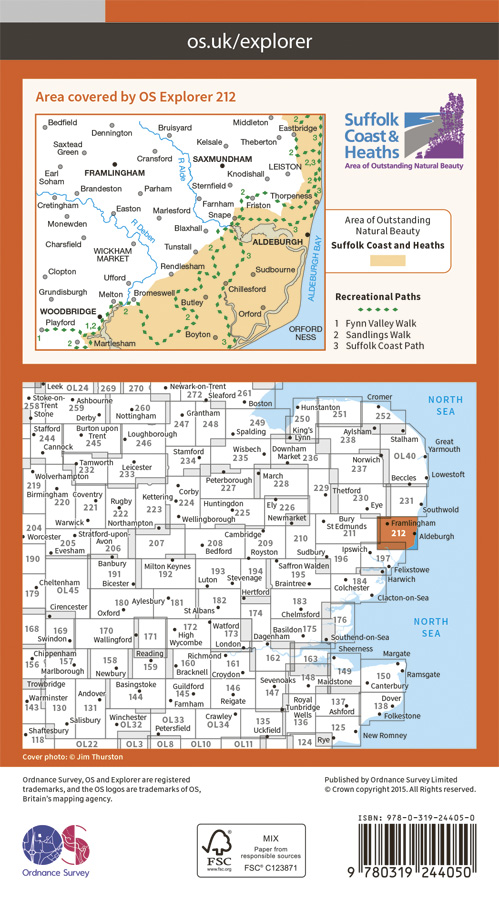 os.uk/explorer
Area covered by OS Explorer 212
Bedfield
Dennington
Bruisyard
Middleton
Eastbridge
Saxtead
Green
Kelsale
Theberton
Cransford
SAXMUNDHAM
FRAMLINGHAM
LEISTON
Earl
Soham
Knodishall
Brandeston
Parham
Sternfield
Thorpeness
Cretingham
Easton
Marlesford
Farnham
Friston
Snape
Monewden
Blaxhall
Charsfield
WICKHAM
MARKET
Tunstall
ALDEBURGH
Rendlesham
Sudbourne
Clopton
Ufford
Grundisburgh
Melton
Bromeswell
Butley
Chillesford
WOODBRIDGE
Orford
Playford
Boyton
ORFORD
NESS
Martlesham
R Alde
R Deben
ALDEBURGH BAY
Suffolk
Coast &
Heaths
Area of Outstanding Natural Beauty
Area of Outstanding
Natural Beauty
Suffolk Coast and Heaths
Recreational Paths
1 Fynn Valley Walk
2 Sandlings Walk
3 Suffolk Coast Path
Leek OL24 269 270 Newark-on-Trent
272 Sleaford 261
Boston
Stoke-on-
Trent
258
Stone
Ashbourne
259
Derby
260
Nottingham
Grantham
247 248
249
Spalding
Hunstanton
250 251
King's
Lynn
Cromer
252
NORTH
SEA
Stafford
244
Cannock
Burton upon
Trent
245
Loughborough
246
Stamford
234
Wisbech
235
Downham
Market 236
Aylsham
238
Stalham
OL40
Great
Yarmouth
Tamworth
232
Leicester
233
Norwich
237
Wolverhampton
219
Birmingham
220
Coventry
221
Peterborough
227
March
228
Beccles
Lowestoft
Rugby
222
Kettering
223
Corby
224
Huntingdon
225
Ely 226
Newmarket
229
Thetford
230
Eye
231
Southwold
204
Redditch
205
Warwick
Northampton
207
Wellingborough
Bury
St Edmunds
211
Framlingham
212
Aldeburgh
190
Evesham
Stratford-upon-
Avon
206
208
Bedford
Cambridge
209
Royston
210
Sudbury
Ipswich
196
197
Felixstowe
Harwich
Banbury
191
Bicester
Milton Keynes
192
193
Luton
194
Stevenage
Saffron Walden
195
Braintree
184
Colchester
Clacton-on-Sea
Cheltenham
179
OL45
Cirencester
180
Oxford
Aylesbury
181
182
St Albans
Hertford
174
183
Chelmsford
176
168
169
Swindon
170
Wallingford
171
172
High
Wycombe
Watford
173
London
Dagenham
Basildon
175
Southend-on-Sea
NORTH
SEA
Chippenham
156 157
Marlborough
158
Newbury
Reading
159
Richmond
160
Bracknell
161
Croydon
162
163
Sheerness
149
Margate
Ramsgate
Trowbridge
143
Warminster
130
Andover
131
Salisbury
Basingstoke
144
Guildford
145
Farnham
146
Reigate
Sevenoaks
147
148
Maidstone
150
Canterbury
Shaftesbury
118
Winchester
OL32
OL33
Petersfield
Crawley
OL34
135
Uckfield
Royal
Tunbridge
Wells
136
137
Ashford
Dover
138
Folkestone
OL22 OL3 OL8 OL10 OL11
124 Rye
125
New Romney
Cover photo: © Jim Thurston
Ordnance Survey, OS and Explorer are registered
trademarks, and the OS logos are trademarks of OS,
Britain's mapping agency.
Published by Ordnance Survey Limited
© Crown copyright 2015. All Rights reserved.
OS
Ordnance Survey
FSC
www.fsc.org
MIX
Paper from
responsible sources
FSC® C123871
ISBN: 978-0-319-24405-0
9 780319 244050